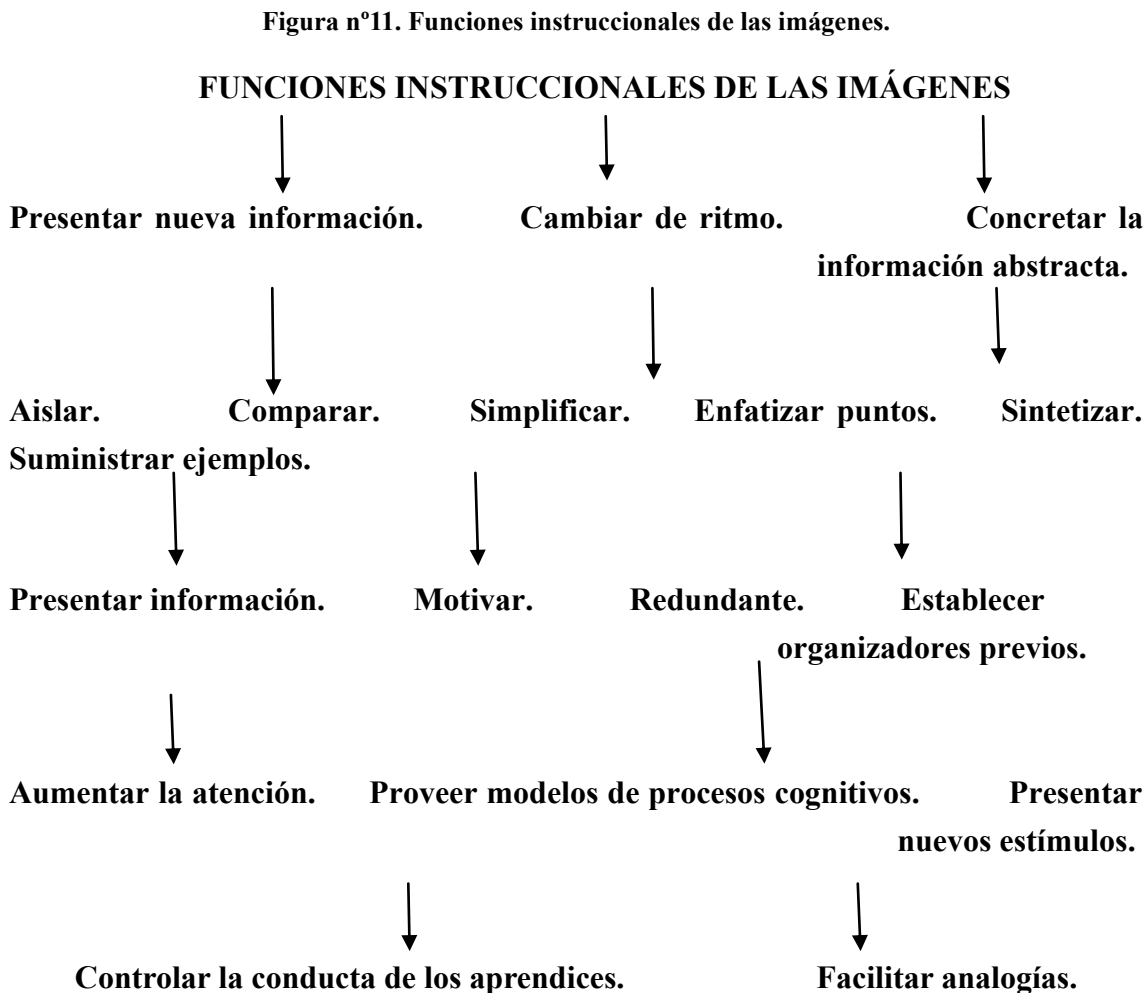 Figura nº11. Funciones instruccionales de las imágenes.
FUNCIONES INSTRUCCIONALES DE LAS IMÁGENES
Presentar nueva información. Cambiar de ritmo. Concretar la
información abstracta.
Aislar. Comparar. Simplificar. Enfatizar puntos. Sintetizar.
Suministrar ejemplos.
Presentar información. Motivar. Redundante. Establecer
organizadores previos.
Aumentar la atención. Proveer modelos de procesos cognitivos. Presentar
nuevos estímulos.
Controlar la conducta de los aprendices. Facilitar analogías.